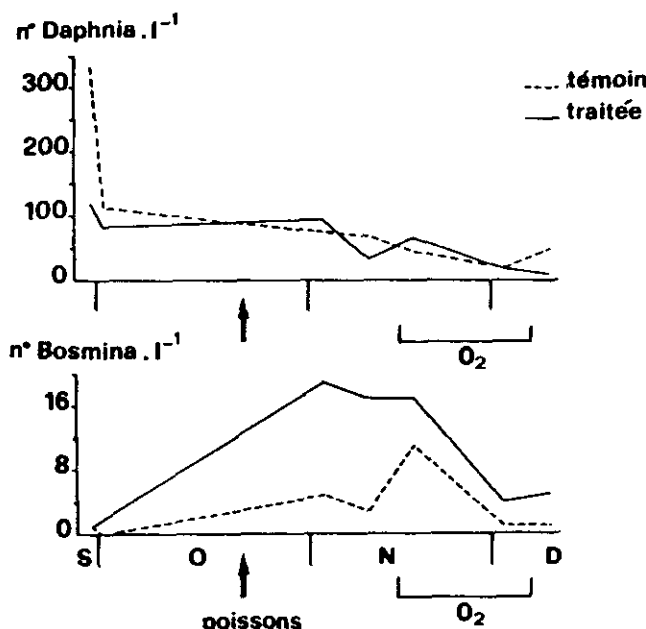 n° Daphnia . l⁻¹
témoin
traitée
300
200
100
0
O₂
n° Bosmina . l⁻¹
16
8
0
S O N D
poissons
O₂